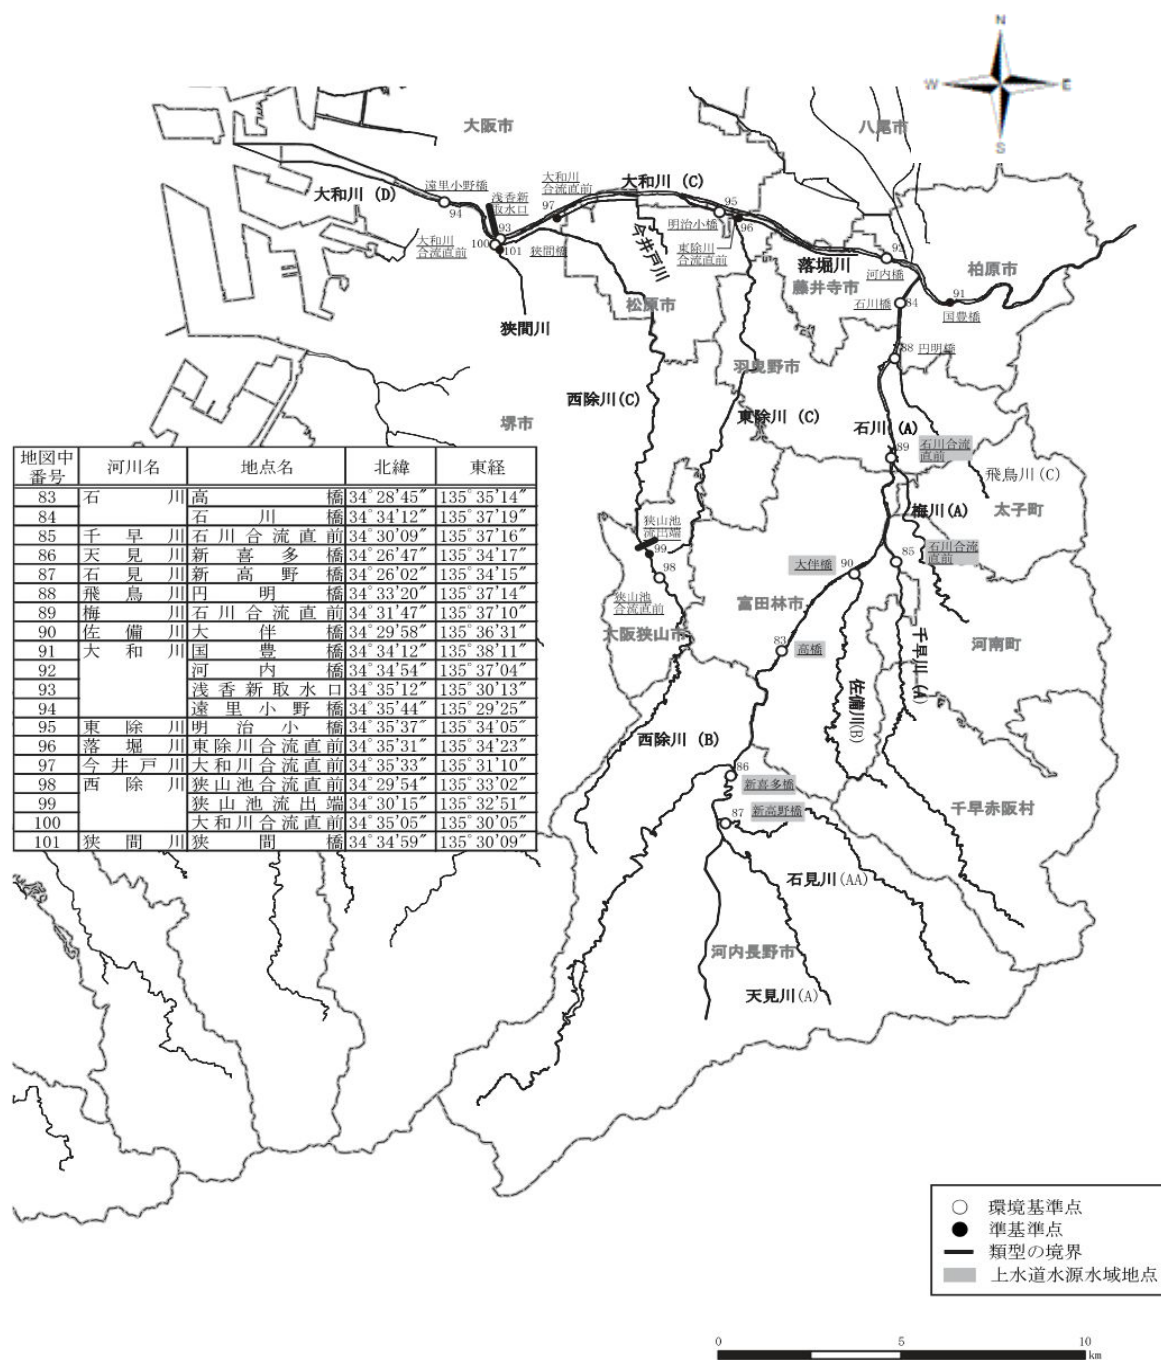 N
W
E
S
大阪市
八尾市
大和川 (D)
遠里小野橋
94
浅香新
取水口
93
大和川
合流直前
97
大和川 (C)
95
明治小橋
96
東除川
合流直前
今井戸川
大和川
合流直前
100
101
狭間橋
狭間川
落堀川
藤井寺市
河内橋
柏原市
91
国豊橋
石川橋
84
88
円明橋
松原市
羽曳野市
西除川(C)
東除川 (C)
堺市
石川 (A)
89
石川合流
直前
飛鳥川(C)
太子町
梅川(A)
85
石川合流
直前
狭山池
流出端
99
98
狭山池
合流直前
大阪狭山市
大伴橋
90
富田林市
83
高橋
河南町
千早川(A)
佐備川(B)
西除川 (B)
86
新喜多橋
87
新高野橋
千早赤阪村
石見川(AA)
河内長野市
天見川(A)
地図中番号 河川名 地点名 北緯 東経
83 石川 高橋 34°28'45" 135°35'14"
84 石川橋 34°34'12" 135°37'19"
85 千早川 石川合流直前 34°30'09" 135°37'16"
86 天見川 新喜多橋 34°26'47" 135°34'17"
87 石見川 新高野橋 34°26'02" 135°34'15"
88 飛鳥川 円明橋 34°33'20" 135°37'14"
89 梅川 石川合流直前 34°31'47" 135°37'10"
90 佐備川 大伴橋 34°29'58" 135°36'31"
91 大和川 国豊橋 34°34'12" 135°38'11"
92 河内橋 34°34'54" 135°37'04"
93 浅香新取水口 34°35'12" 135°30'13"
94 遠里小野橋 34°35'44" 135°29'25"
95 東除川 明治小橋 34°35'37" 135°34'05"
96 落堀川 東除川合流直前 34°35'31" 135°34'23"
97 今井戸川 大和川合流直前 34°35'33" 135°31'10"
98 西除川 狭山池合流直前 34°29'54" 135°33'02"
99 狭山池流出端 34°30'15" 135°32'51"
100 大和川合流直前 34°35'05" 135°30'05"
101 狭間川 狭間橋 34°34'59" 135°30'09"
環境基準点
準基準点
類型の境界
上水道水源水域地点
0 5 10
km